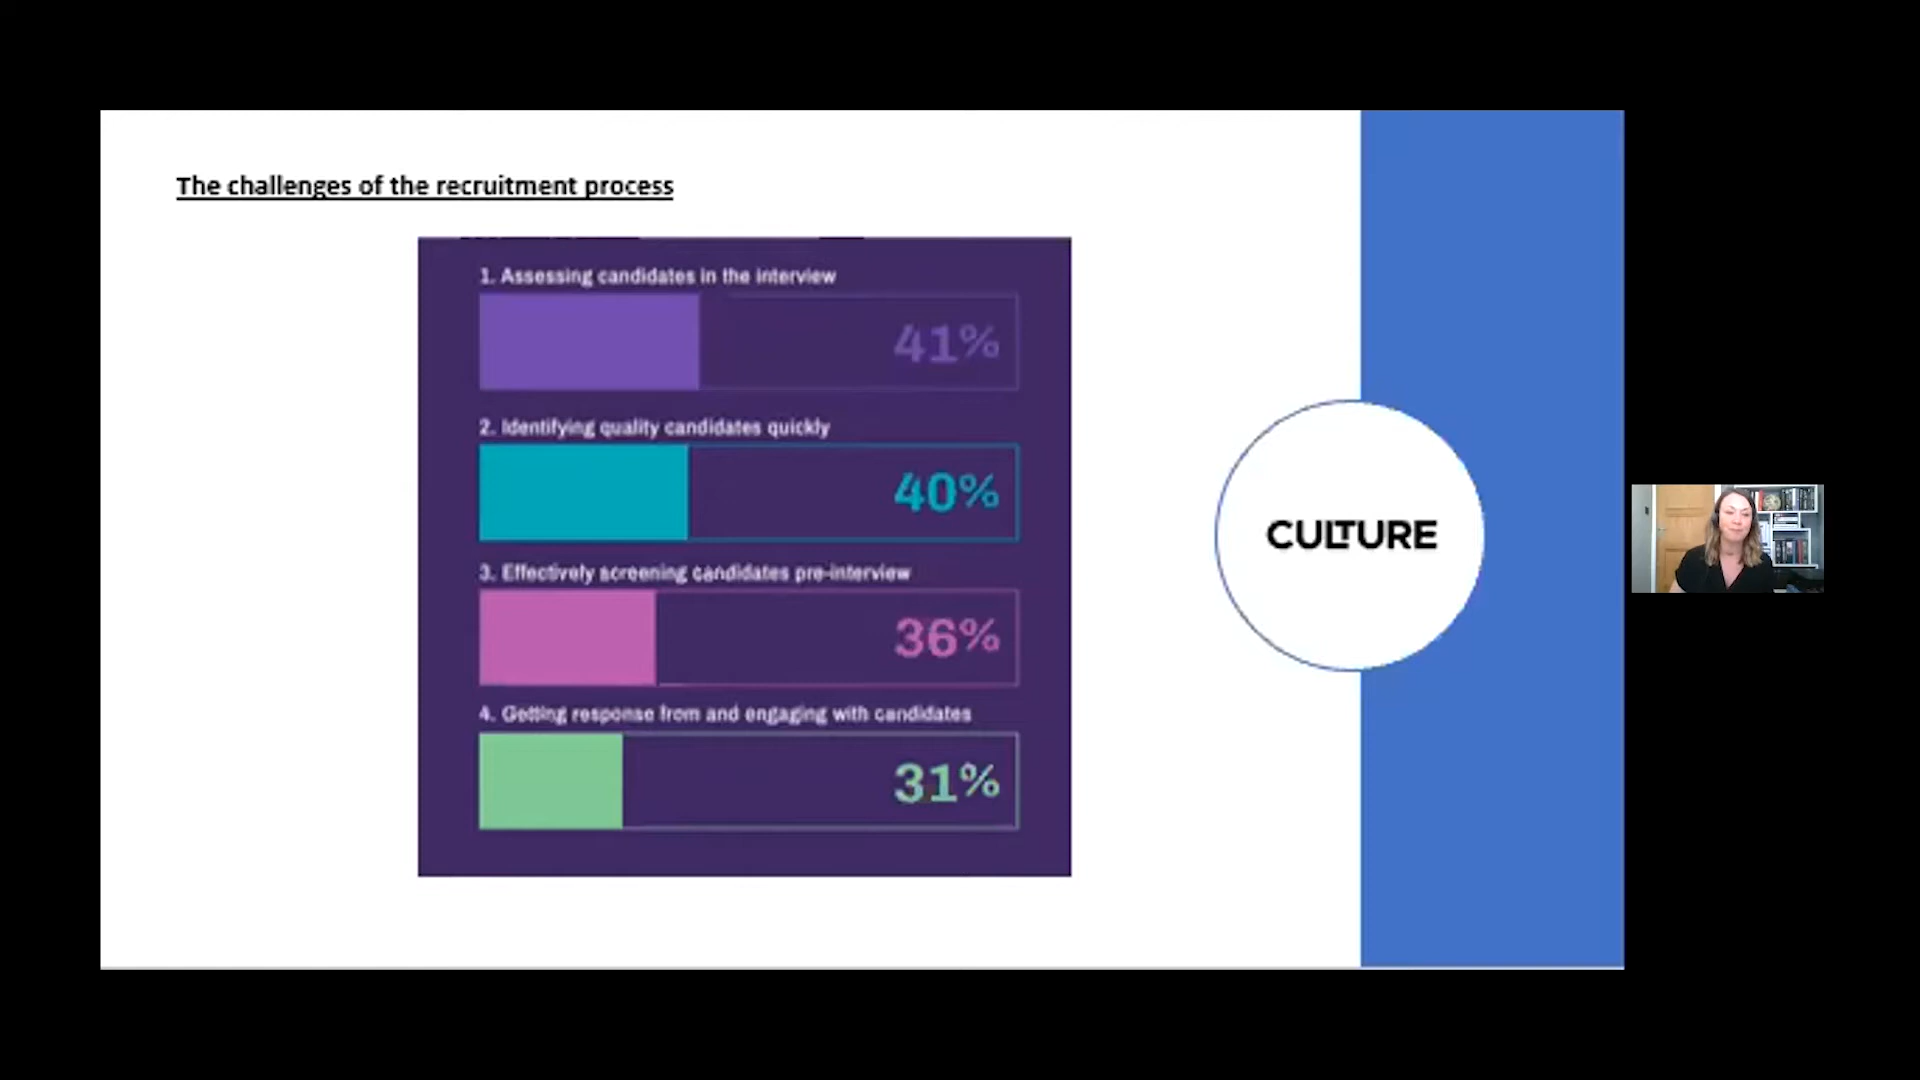 The challenges of the recruitment process
1. Assessing candidates in the interview
41%
2. Identifying quality candidates quickly
40%
3. Effectively screening candidates pre-interview
36%
4. Getting response from and engaging with candidates
31%
CULTURE